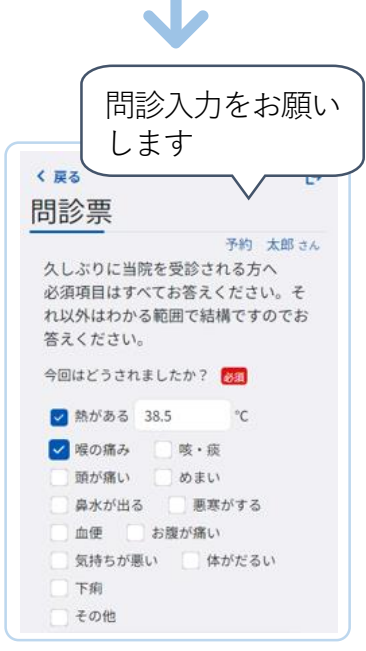 問診入力をお願い
します
戻る
問診票
予約 太郎 さん
久しぶりに当院を受診される方へ
必須項目はすべてお答えください。そ
れ以外はわかる範囲で結構ですのでお
答えください。
今回はどうされましたか? 必須
熱がある 38.5 ℃
喉の痛み 咳・痰
頭が痛い めまい
鼻水が出る 悪寒がする
血便 お腹が痛い
気持ちが悪い 体がだるい
下痢
その他